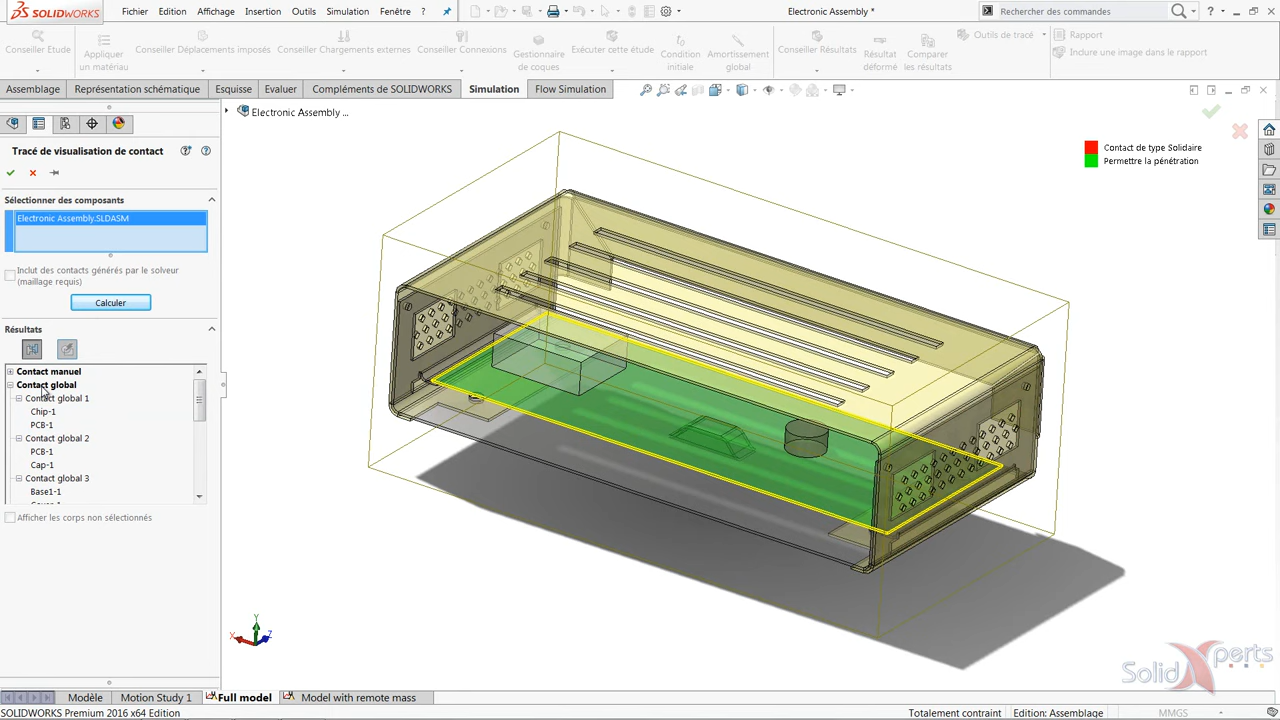 SOLIDWORKS
Fichier Edition Affichage Insertion Outils Simulation Fenêtre ?
Electronic Assembly *
Rechercher des commandes
Conseiller Etude
Appliquer un matériau
Conseiller Déplacements imposés
Conseiller Chargements externes
Conseiller Connexions
Gestionnaire de coques
Exécuter cette étude
Condition initiale
Amortissement global
Conseiller Résultats
Résultat déformé
Comparer les résultats
Outils de tracé
Rapport
Inclure une image dans le rapport
Assemblage Représentation schématique Esquisse Evaluer Compléments de SOLIDWORKS Simulation Flow Simulation
Electronic Assembly ...
Tracé de visualisation de contact
Sélectionner des composants
Electronic Assembly.SLDASM
Inclut des contacts générés par le solveur
(maillage requis)
Calculer
Résultats
Contact manuel
Contact global
Contact global 1
Chip-1
PCB-1
Contact global 2
PCB-1
Cap-1
Contact global 3
Base1-1
Afficher les corps non sélectionnés
Contact de type Solidaire
Permettre la pénétration
Y
X
Z
SolidXperts
Modèle Motion Study 1 Full model Model with remote mass
SOLIDWORKS Premium 2016 x64 Edition
Totalement contraint Edition: Assemblage MMGS